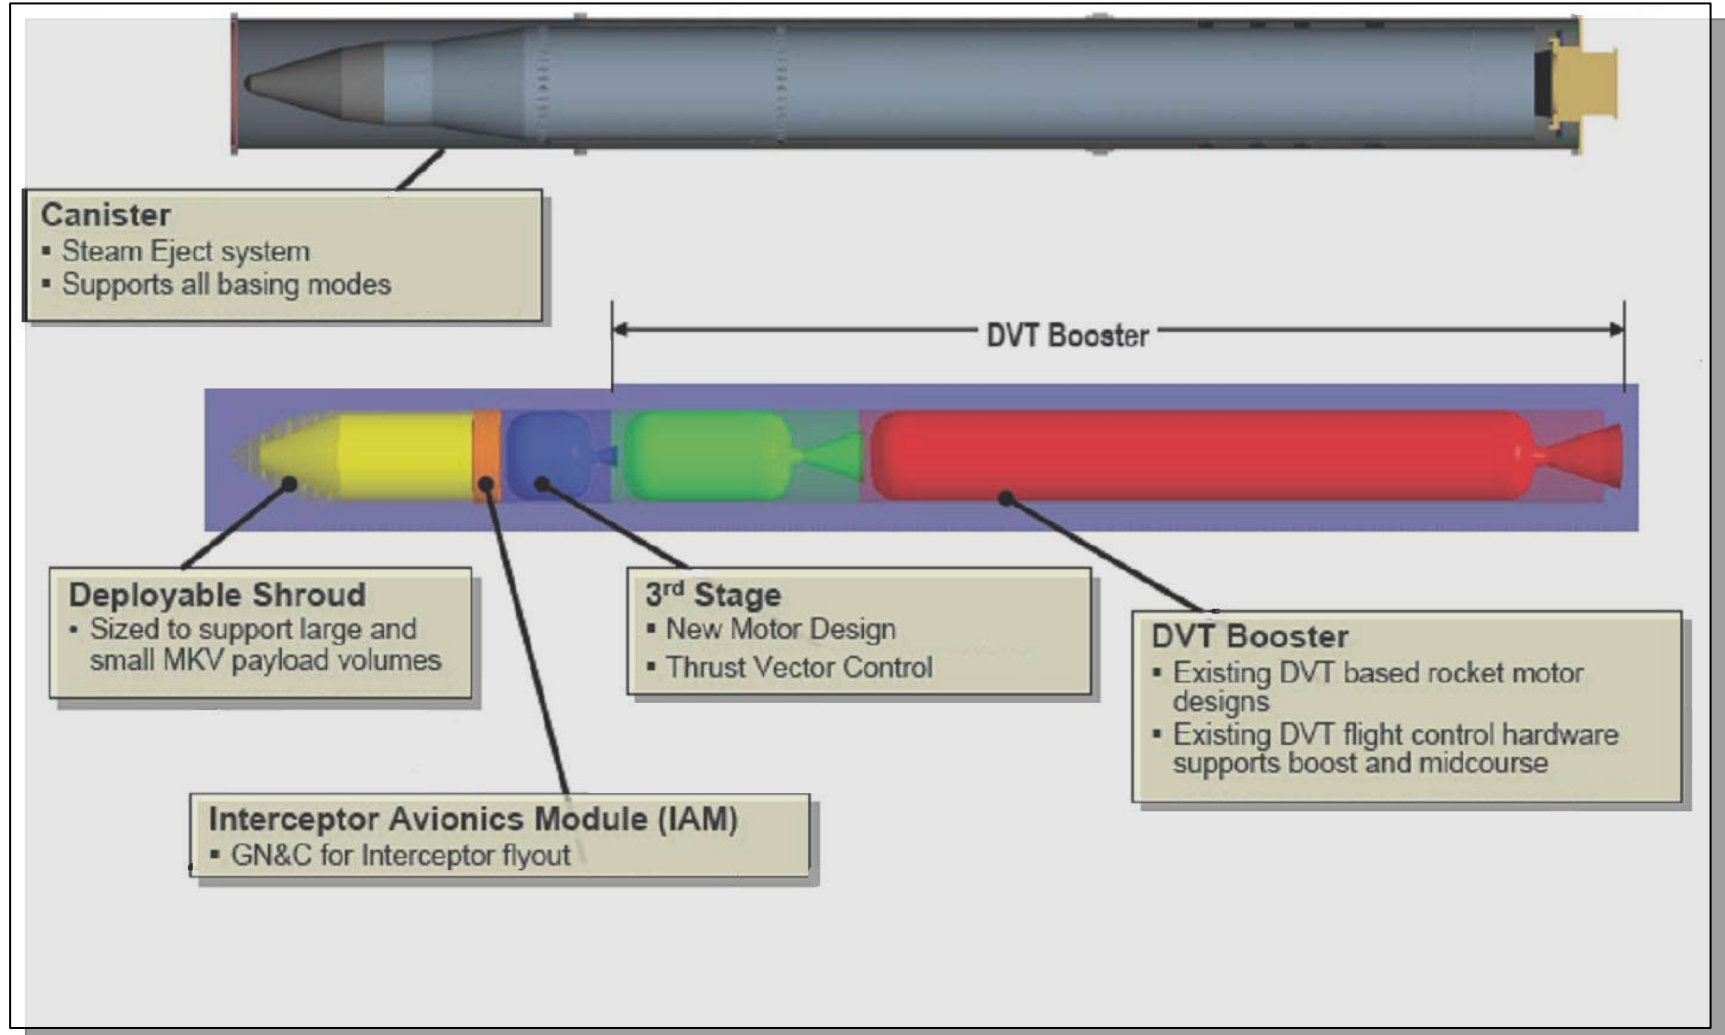 Canister
▪ Steam Eject system
▪ Supports all basing modes
DVT Booster
Deployable Shroud
▪ Sized to support large and
small MKV payload volumes
3rd Stage
▪ New Motor Design
▪ Thrust Vector Control
DVT Booster
▪ Existing DVT based rocket motor
designs
▪ Existing DVT flight control hardware
supports boost and midcourse
Interceptor Avionics Module (IAM)
▪ GN&C for Interceptor flyout